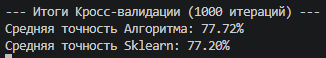 --- Итоги Кросс-валидации (1000 итераций) ---
Средняя точность Алгоритма: 77.72%
Средняя точность Sklearn: 77.20%